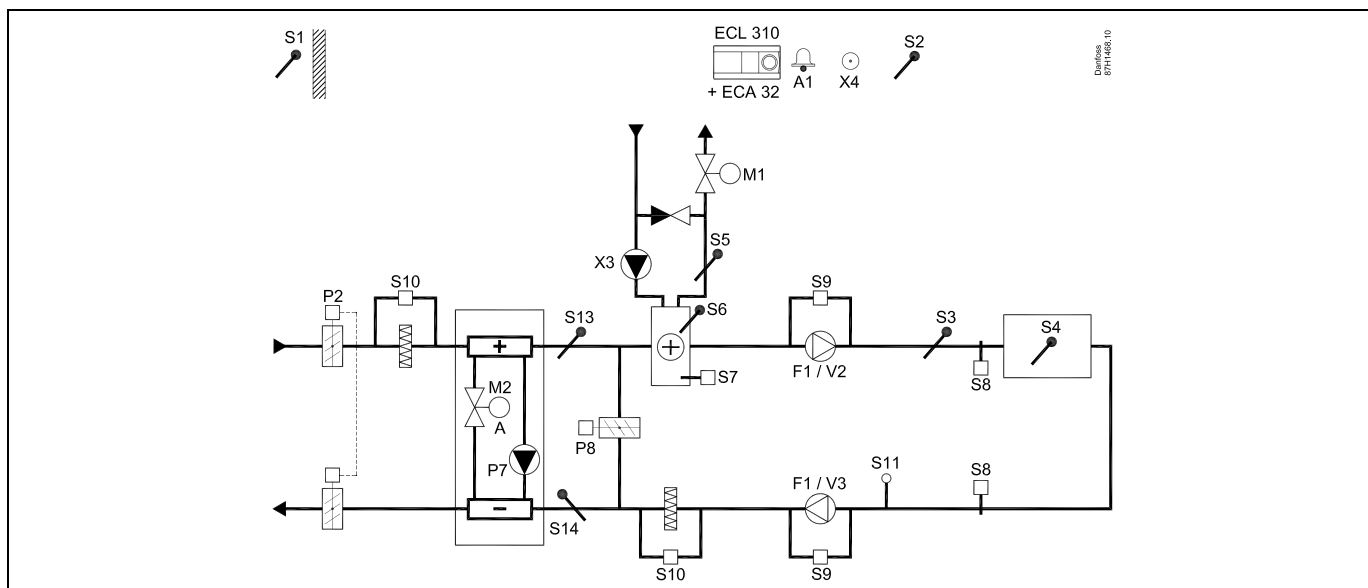 S1
ECL 310
+ ECA 32
A1
X4
S2
Danfoss
87H1468.10
M1
S5
X3
P2
S10
S13
S6
S9
S3
S4
+
+
F1 / V2
S7
S8
M2
A
P8
P7
S11
S8
F1 / V3
-
S14
S10
S9